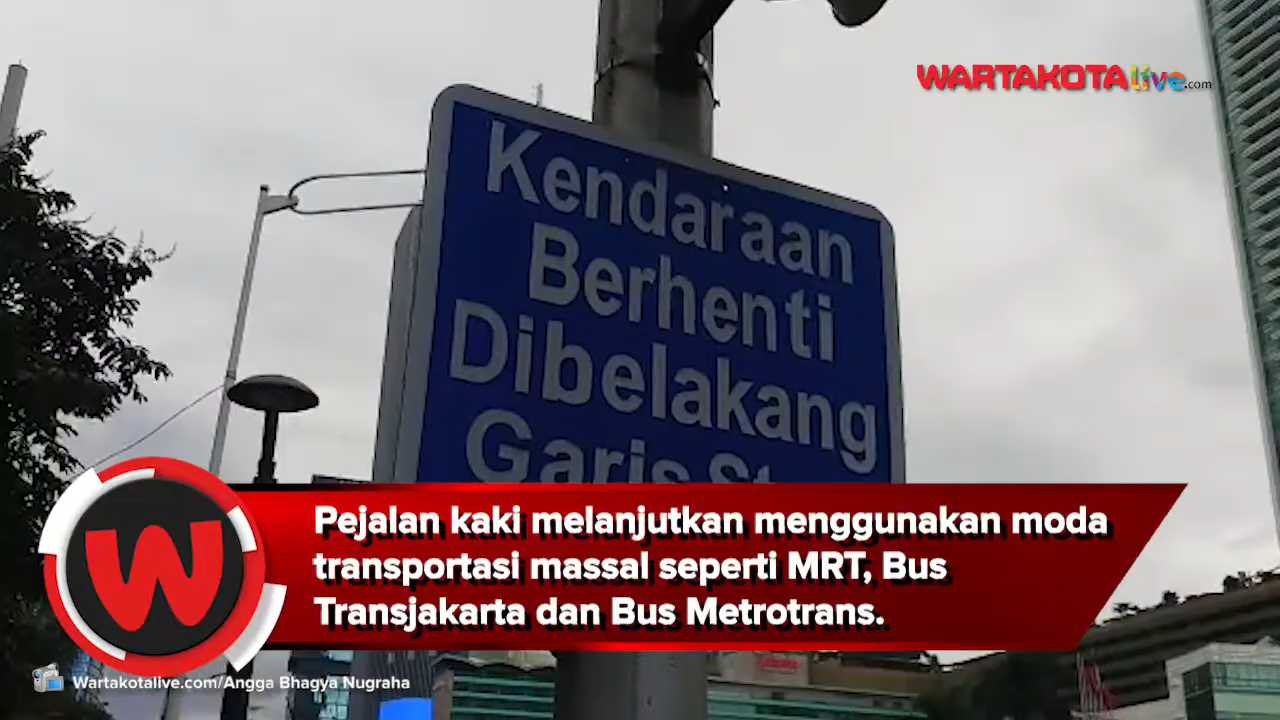 WARTAKOTAlive.com
Kendaraan
Berhenti
Dibelakang
Garis
Pejalan kaki melanjutkan menggunakan moda
transportasi massal seperti MRT, Bus
Transjakarta dan Bus Metrotrans.
W
Wartakotalive.com/Angga Bhagya Nugraha